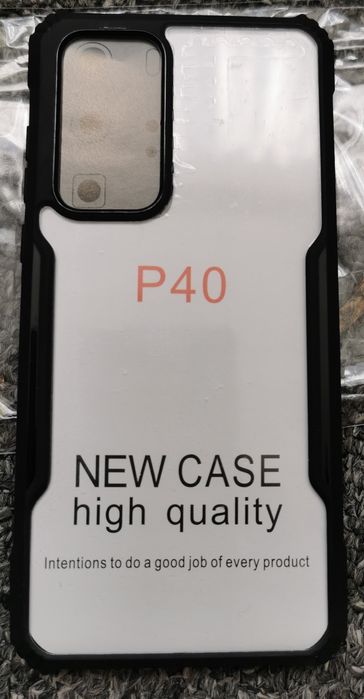 P40
NEW CASE
high quality
Intentions to do a good job of every product